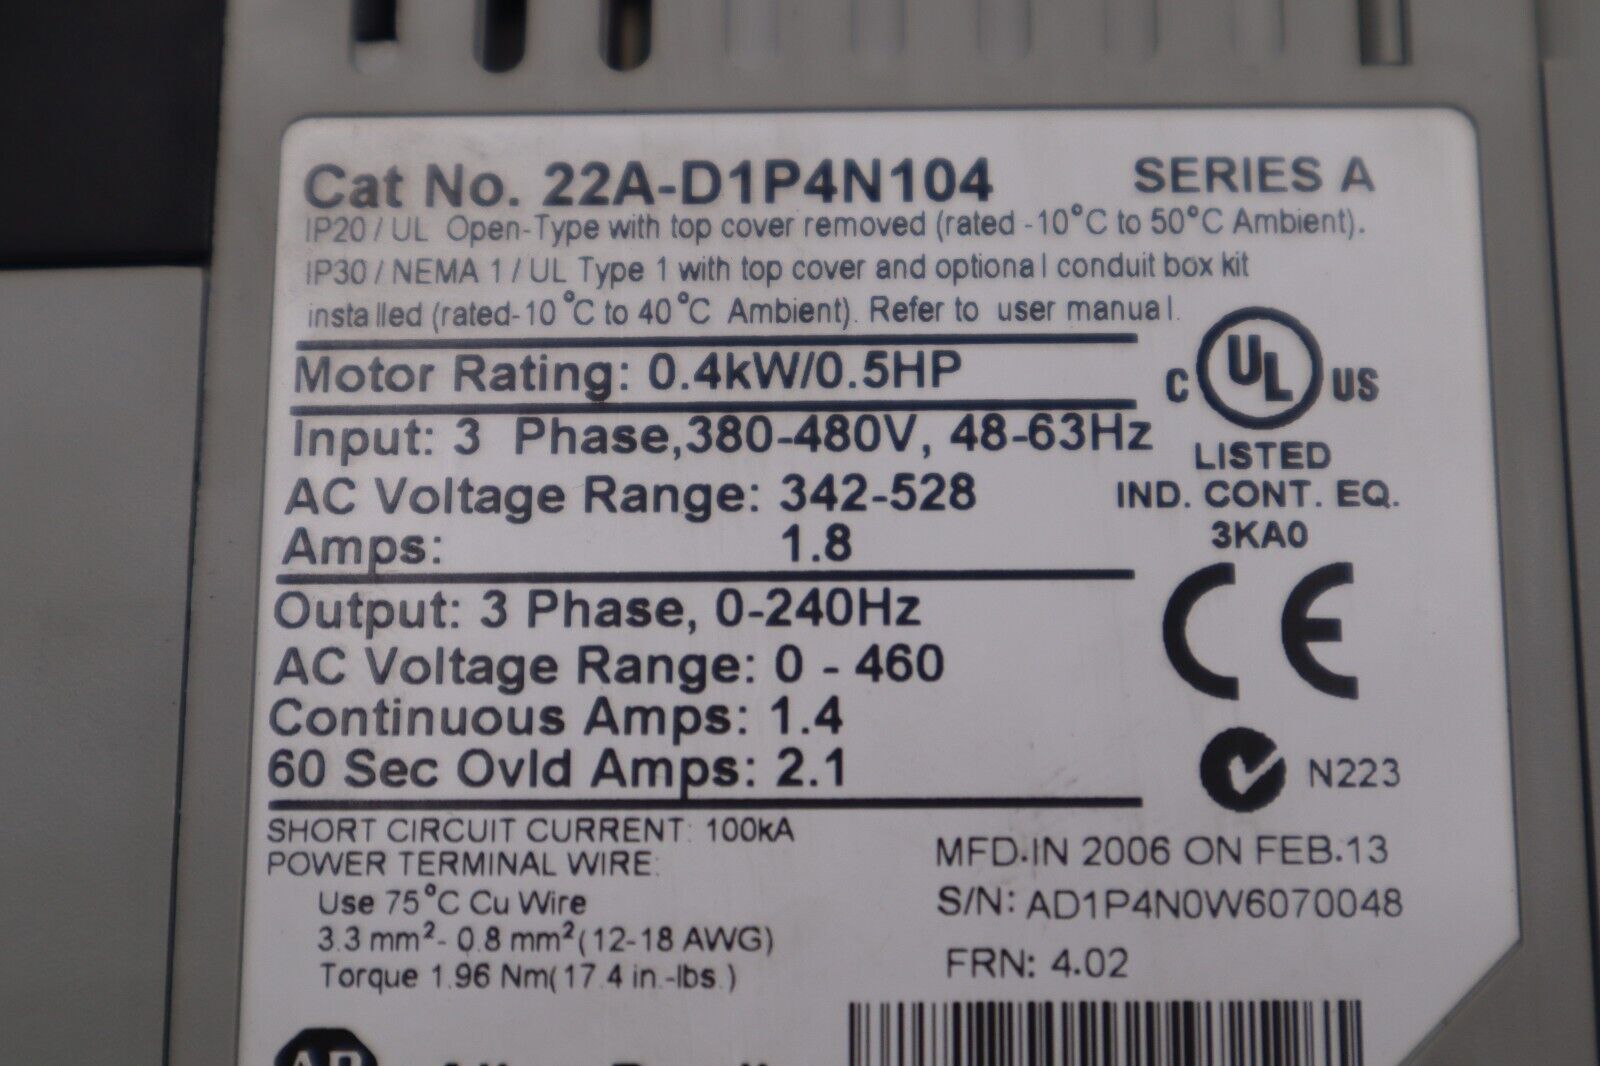 Cat No. 22A-D1P4N104 SERIES A
IP20 / UL Open-Type with top cover removed (rated -10°C to 50°C Ambient).
IP30 / NEMA 1 / UL Type 1 with top cover and optional conduit box kit
installed (rated-10°C to 40°C Ambient). Refer to user manual.
Motor Rating: 0.4kW/0.5HP
C UL US
Input: 3 Phase,380-480V, 48-63Hz
LISTED
AC Voltage Range: 342-528
IND. CONT. EQ.
Amps: 1.8
3KA0
CE
Output: 3 Phase, 0-240Hz
AC Voltage Range: 0 - 460
Continuous Amps: 1.4
60 Sec Ovld Amps: 2.1
N223
SHORT CIRCUIT CURRENT: 100kA
POWER TERMINAL WIRE:
Use 75°C Cu Wire
3.3 mm²- 0.8 mm²(12-18 AWG)
Torque 1.96 Nm(17.4 in.-lbs.)
MFD.IN 2006 ON FEB.13
S/N: AD1P4N0W6070048
FRN: 4.02